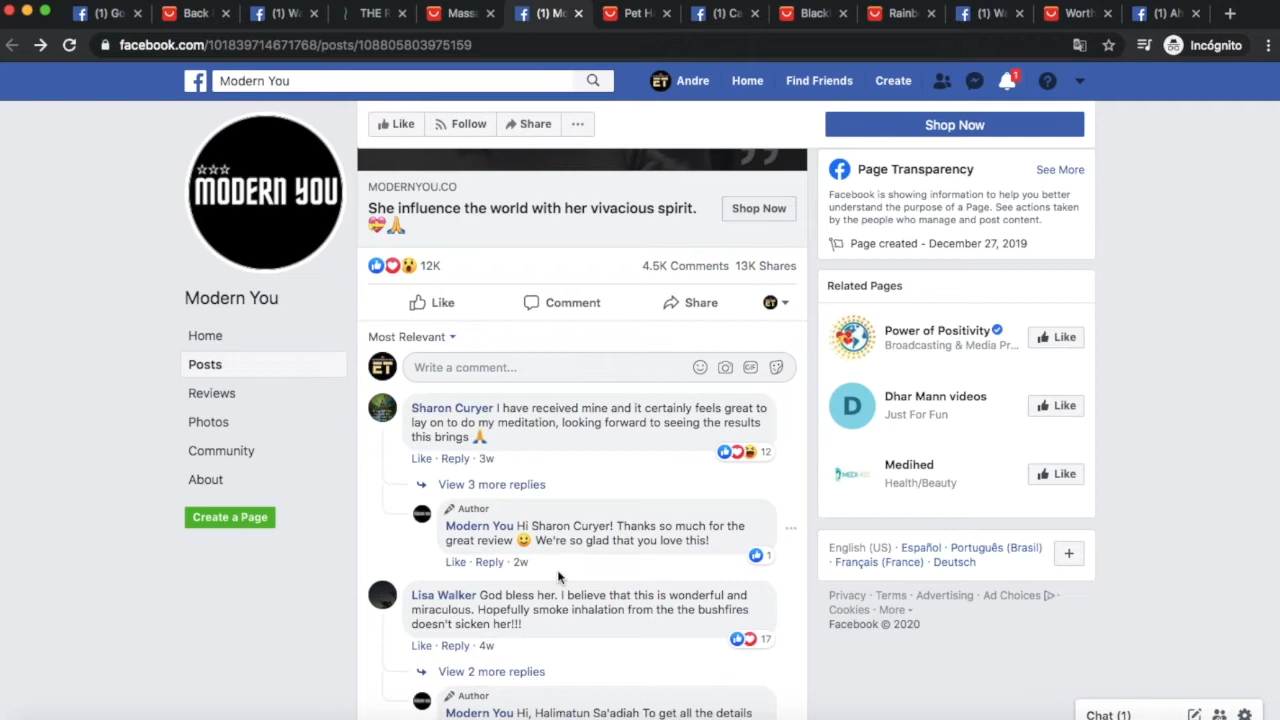 (1) Go
Back
(1) Wa
THE R
Mass
(1) Mo
Pet H
(1) Ca
Black
Rainb
(1) W
Worth
(1) Ah
facebook.com/101839714671768/posts/108805803975159
Incógnito
Modern You
Andre
Home
Find Friends
Create
1
MODERN YOU
Modern You
Home
Posts
Reviews
Photos
Community
About
Create a Page
Like
Follow
Share
MODERNYOU.CO
She influence the world with her vivacious spirit.
💝🙏
Shop Now
12K
4.5K Comments 13K Shares
Like
Comment
Share
Most Relevant
Write a comment...
GIF
Sharon Curyer I have received mine and it certainly feels great to
lay on to do my meditation, looking forward to seeing the results
this brings 🙏
12
Like · Reply · 3w
View 3 more replies
Author
Modern You Hi Sharon Curyer! Thanks so much for the
great review 😀 We're so glad that you love this!
1
Like · Reply · 2w
Lisa Walker God bless her. I believe that this is wonderful and
miraculous. Hopefully smoke inhalation from the the bushfires
doesn't sicken her!!!
17
Like · Reply · 4w
View 2 more replies
Author
Modern You Hi, Halimatun Sa'adiah To get all the details
Shop Now
Page Transparency
See More
Facebook is showing information to help you better
understand the purpose of a Page. See actions taken
by the people who manage and post content.
Page created - December 27, 2019
Related Pages
Power of Positivity
Broadcasting & Media Pr...
Like
D
Dhar Mann videos
Just For Fun
Like
MEDIHED
Medihed
Health/Beauty
Like
English (US) · Español · Português (Brasil)
· Français (France) · Deutsch
Privacy · Terms · Advertising · Ad Choices ·
Cookies · More
Facebook © 2020
Chat (1)